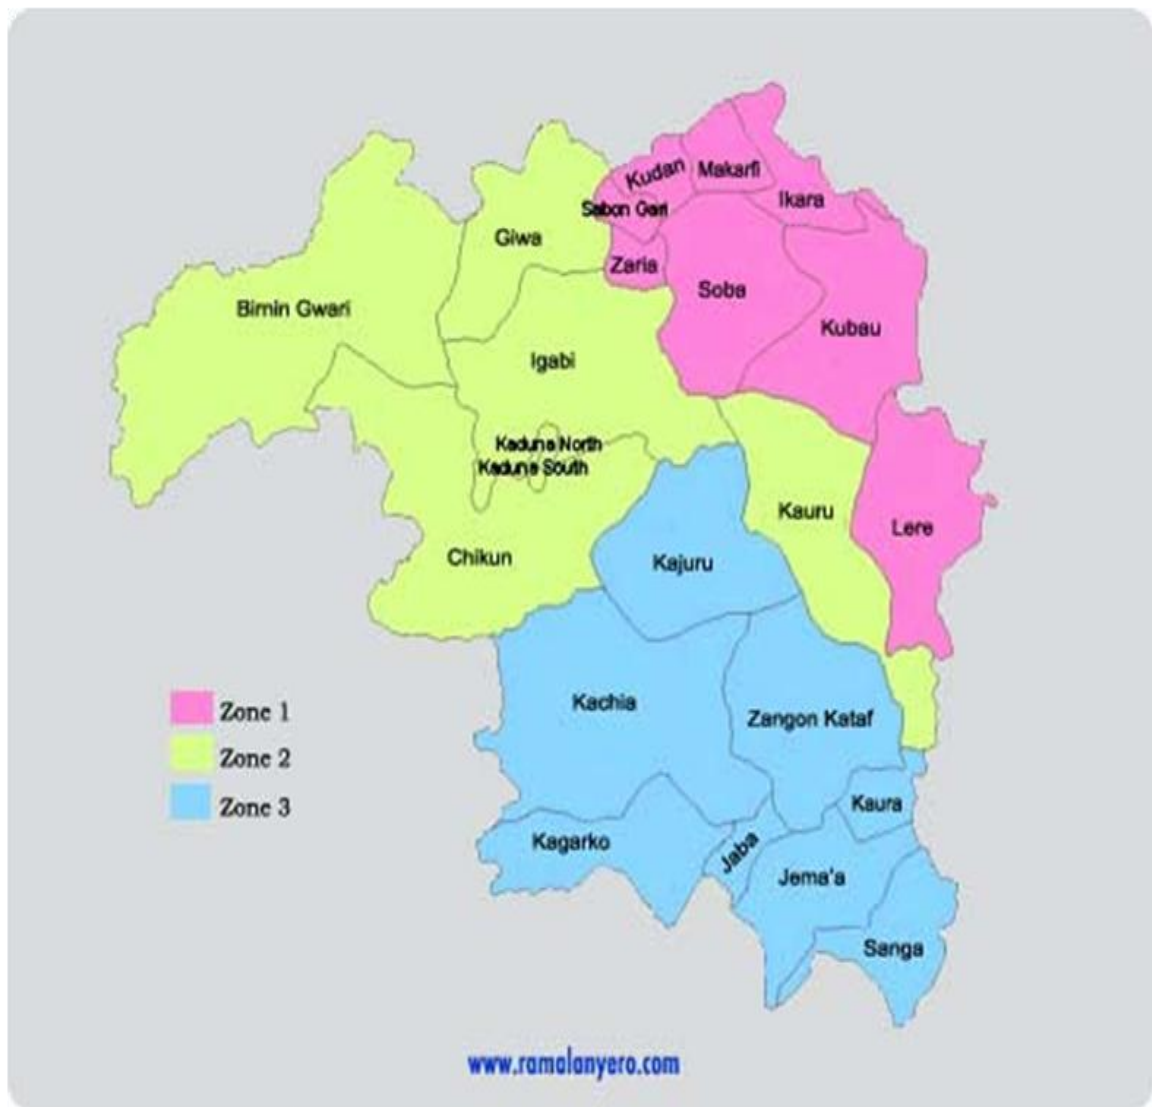 Kudan
Makarfi
Ikara
Sabon Gari
Giwa
Zaria
Soba
Birnin Gwari
Kubau
Igabi
Kaduna North
Kaduna South
Kauru
Lere
Chikun
Kajuru
Kachia
Zangon Kataf
Zone 1
Zone 2
Zone 3
Kaura
Kagarko
Jaba
Jema'a
Sanga
www.ramalanyero.com